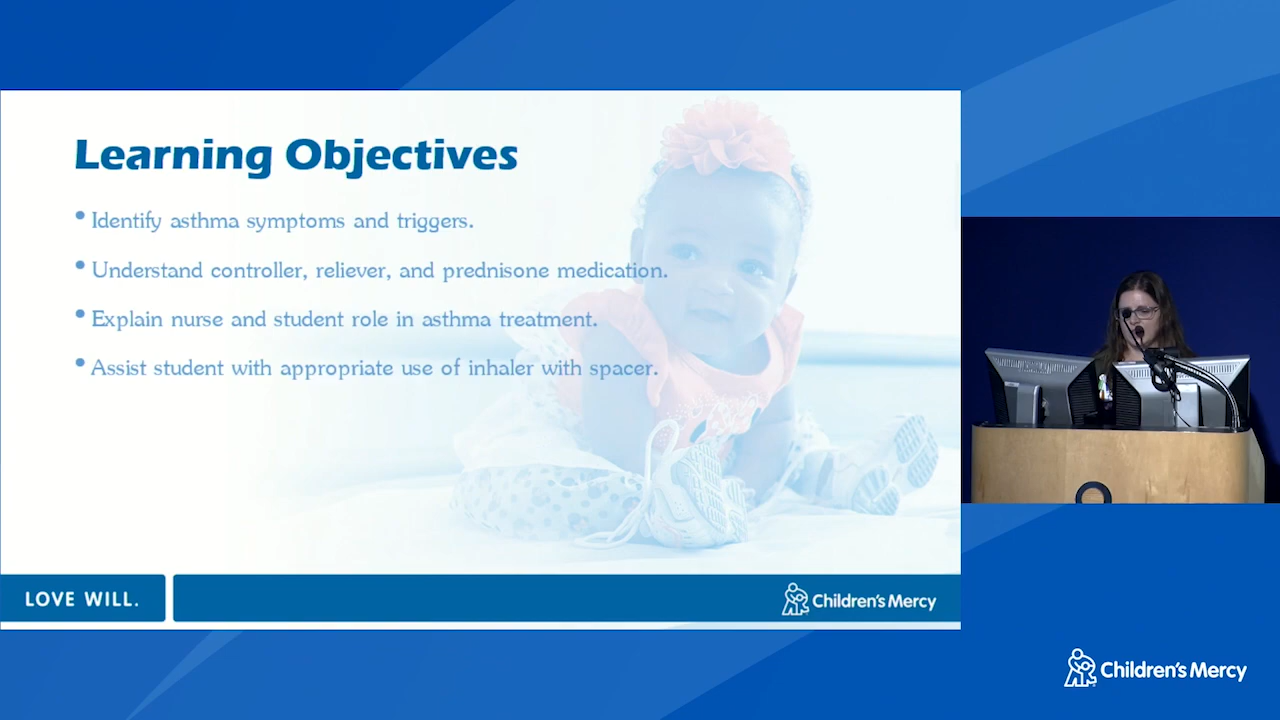 Learning Objectives
• Identify asthma symptoms and triggers.
• Understand controller, reliever, and prednisone medication.
• Explain nurse and student role in asthma treatment.
• Assist student with appropriate use of inhaler with spacer.
LOVE WILL.
Children's Mercy
Children's Mercy